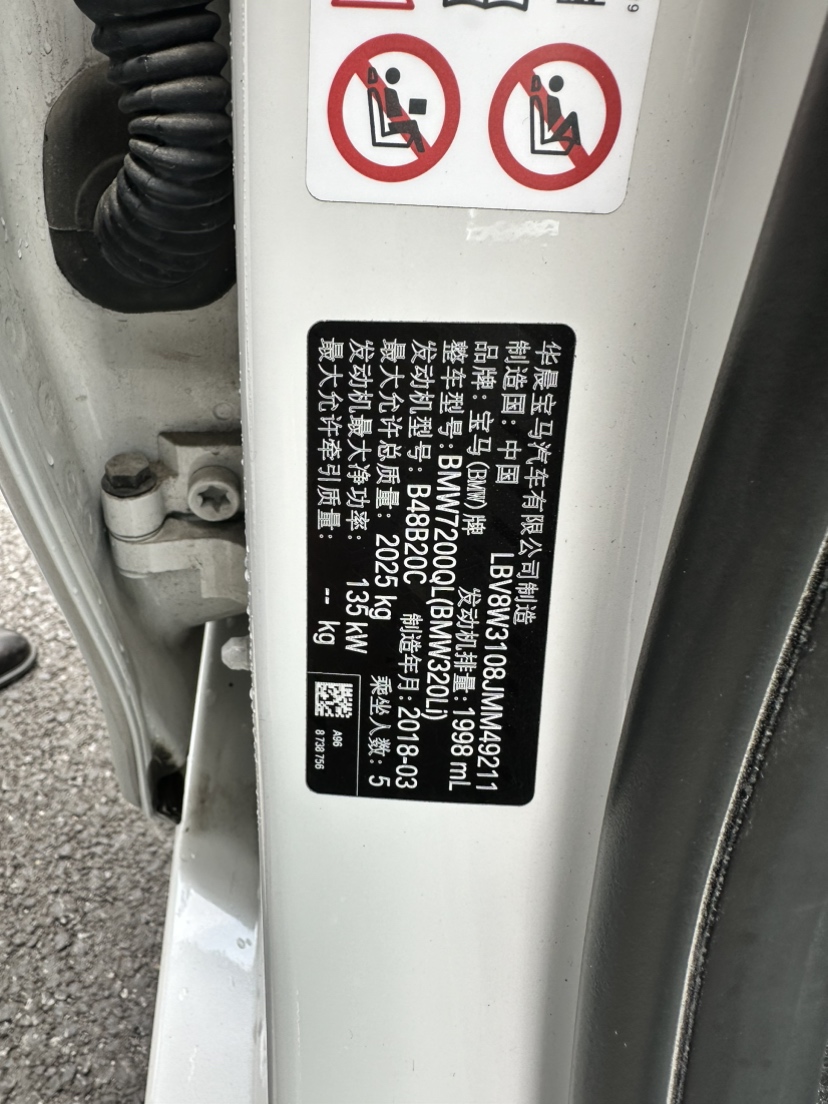 华晨宝马汽车有限公司制造
制造国：中国 LBV8W3108JMM49211
品牌：宝马(BMW)牌 发动机排量：1998 mL
整车型号：BMW7200QL(BMW320Li)
发动机型号：B48B20C 制造年月：2018-03
最大允许总质量：2025 kg 乘坐人数：5
发动机最大净功率：135 kW
最大允许牵引质量：-- kg
A96
8 738 756